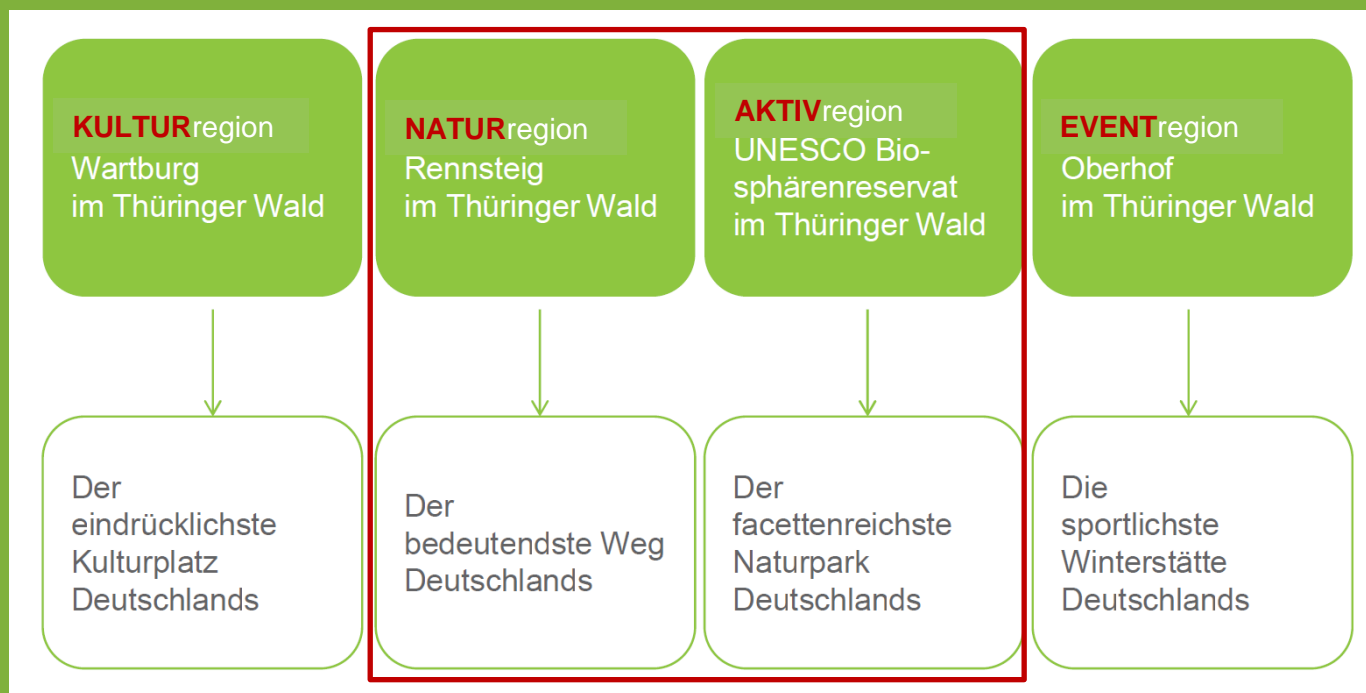 KULTURregion
Wartburg
im Thüringer Wald
NATURregion
Rennsteig
im Thüringer Wald
AKTIVregion
UNESCO Bio-
sphärenreservat
im Thüringer Wald
EVENTregion
Oberhof
im Thüringer Wald
Der
eindrücklichste
Kulturplatz
Deutschlands
Der
bedeutendste Weg
Deutschlands
Der
facettenreichste
Naturpark
Deutschlands
Die
sportlichste
Winterstätte
Deutschlands